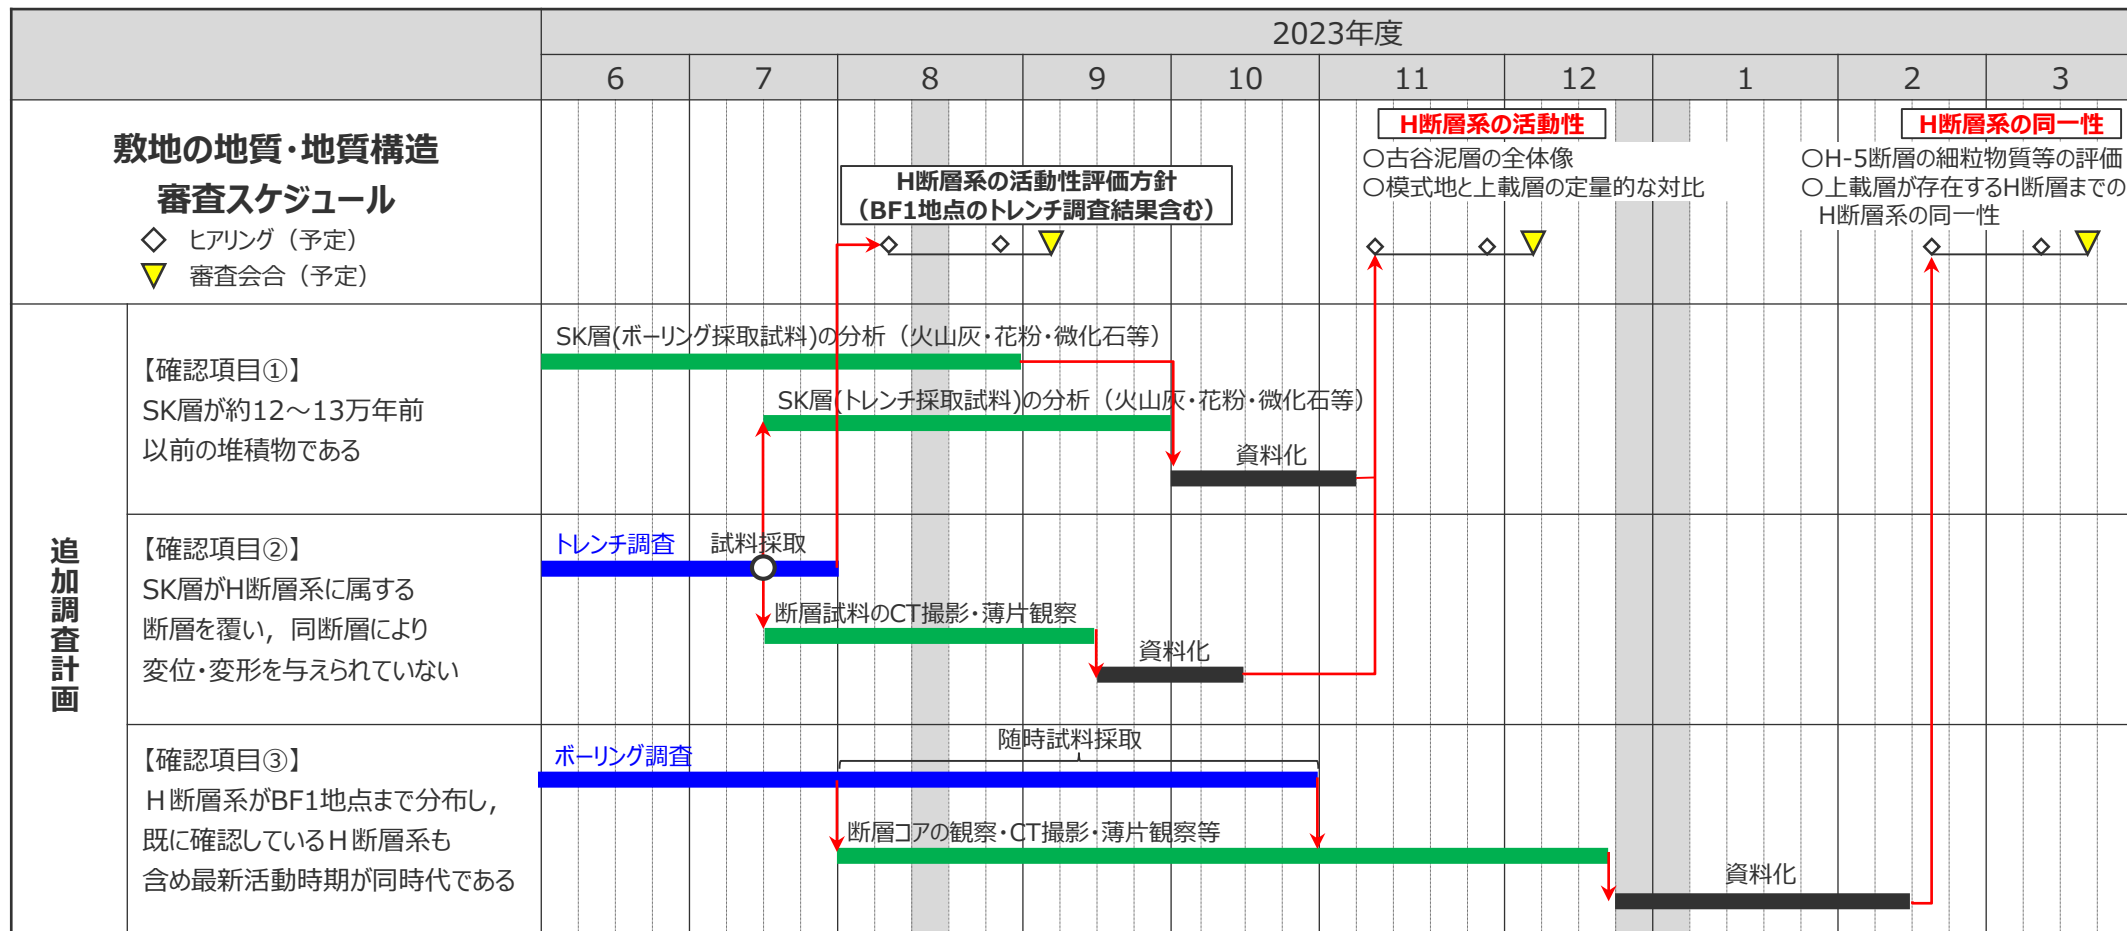 2023年度
6 7 8 9 10 11 12 1 2 3
敷地の地質・地質構造
審査スケジュール
◇ ヒアリング（予定）
▽ 審査会合（予定）
H断層系の活動性評価方針
（BF1地点のトレンチ調査結果含む）
H断層系の活動性
○古谷泥層の全体像
○模式地と上載層の定量的な対比
H断層系の同一性
○H-5断層の細粒物質等の評価
○上載層が存在するH断層までの
H断層系の同一性
追加調査計画
【確認項目①】
SK層が約12～13万年前
以前の堆積物である
SK層(ボーリング採取試料)の分析（火山灰・花粉・微化石等）
SK層(トレンチ採取試料)の分析（火山灰・花粉・微化石等）
資料化
【確認項目②】
SK層がH断層系に属する
断層を覆い，同断層により
変位・変形を与えられていない
トレンチ調査 試料採取
断層試料のCT撮影・薄片観察
資料化
【確認項目③】
Ｈ断層系がBF1地点まで分布し，
既に確認しているＨ断層系も
含め最新活動時期が同時代である
随時試料採取
ボーリング調査
断層コアの観察・CT撮影・薄片観察等
資料化